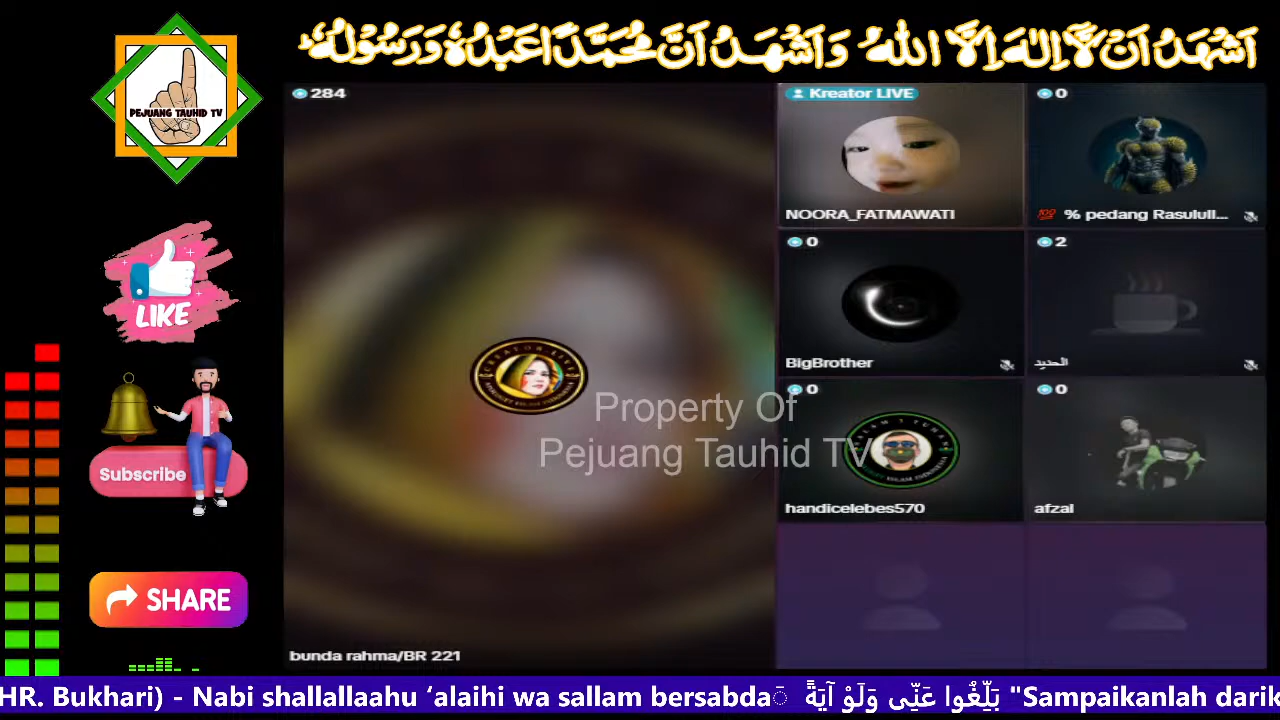 اَشْهَدُ اَنْ لَّا اِلٰهَ اِلَّا اللهُ وَاَشْهَدُ اَنَّ مُحَمَّدًا عَبْدُهُ وَرَسُوْلُهُ
PEJUANG TAUHID TV
284
Kreator LIVE
0
NOORA_FATMAWATI
💯 % pedang Rasulull...
0
2
BigBrother
الحديد
LIKE
Property Of
Pejuang Tauhid TV
0
0
Subscribe
handicelebes570
afzal
SHARE
bunda rahma/BR 221
HR. Bukhari) - Nabi shallallaahu ‘alaihi wa sallam bersabda بَلِّغُوا عَنِّى وَلَوْ آيَةً "Sampaikanlah darik